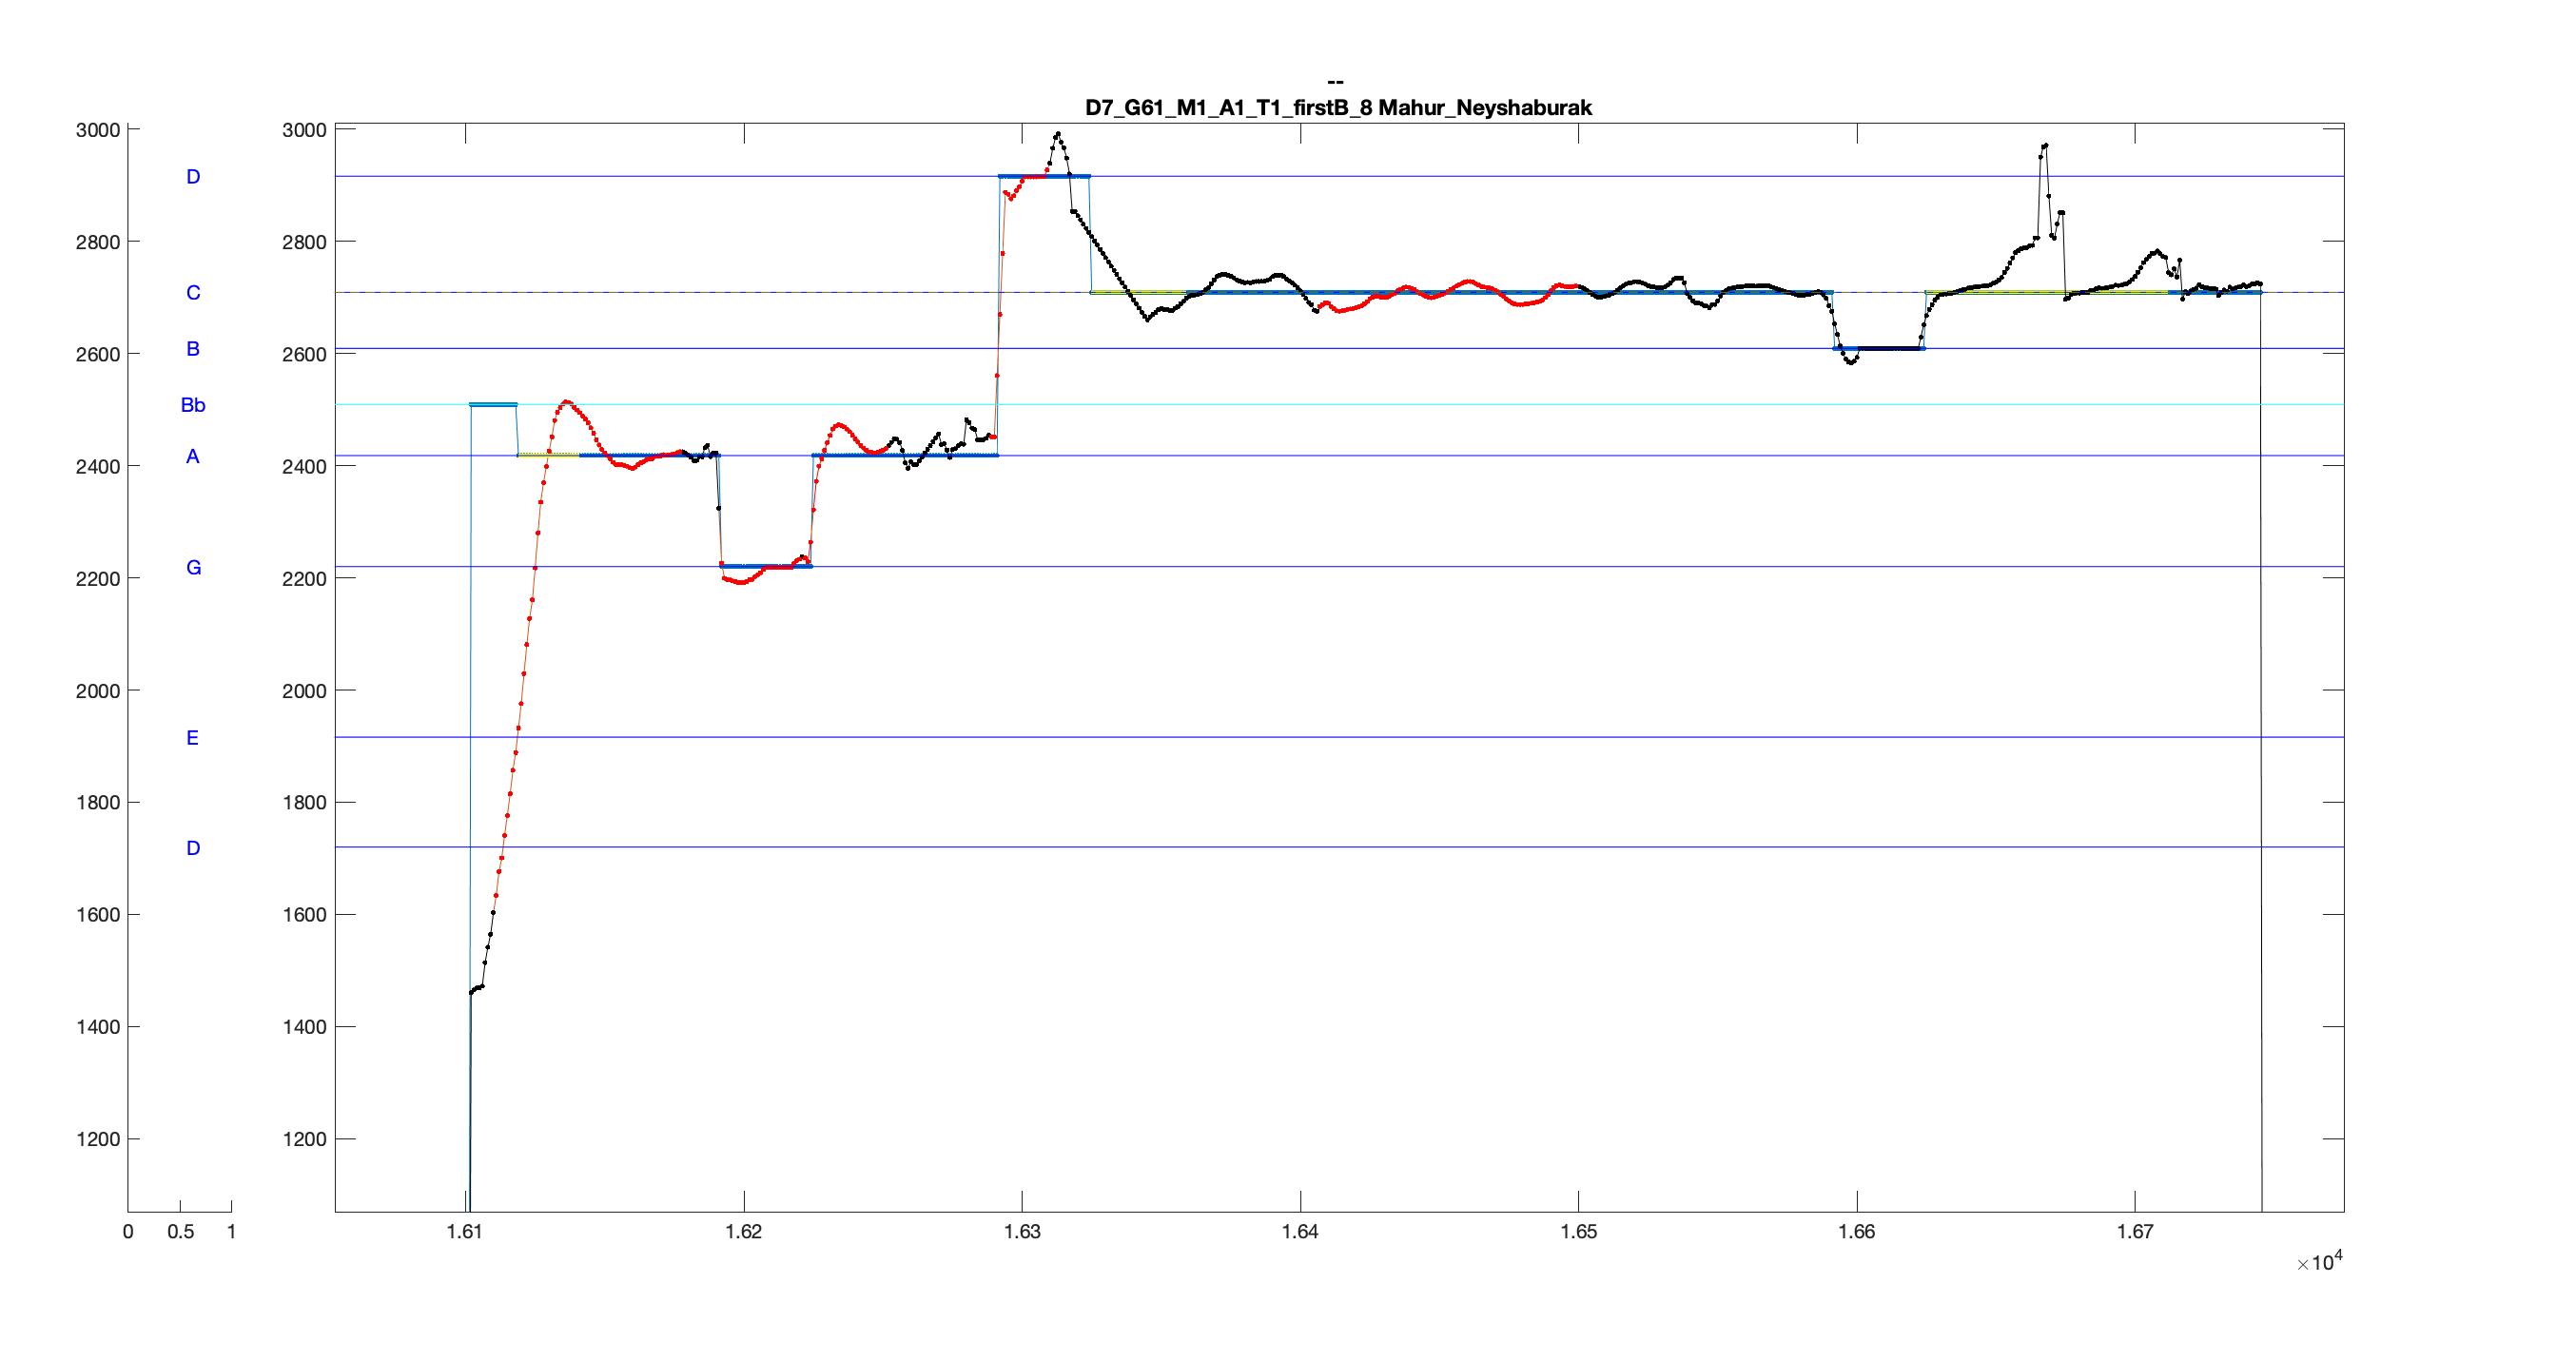 --
D7_G61_M1_A1_T1_firstB_8 Mahur_Neyshaburak
3000 3000
D
2800 2800
C
B
2600 2600
Bb
2400 2400
A
G
2200 2200
2000 2000
E
1800 1800
D
1600 1600
1400 1400
1200 1200
0 0.5 1 1.61 1.62 1.63 1.64 1.65 1.66 1.67
×10⁴